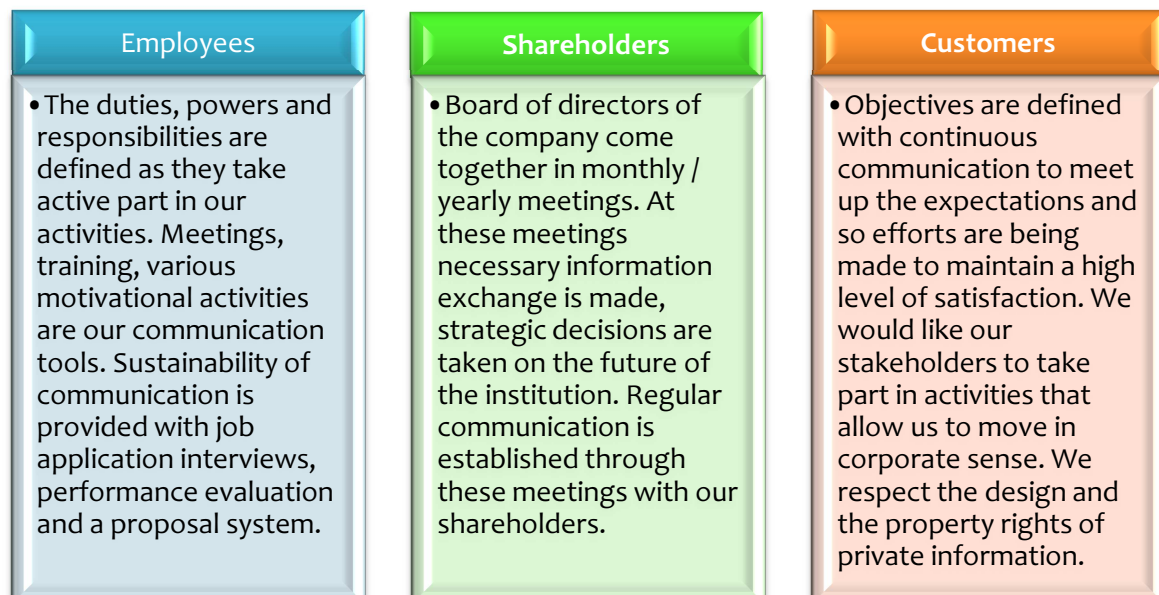 Employees
• The duties, powers and
responsibilities are
defined as they take
active part in our
activities. Meetings,
training, various
motivational activities
are our communication
tools. Sustainability of
communication is
provided with job
application interviews,
performance evaluation
and a proposal system.
Shareholders
• Board of directors of
the company come
together in monthly /
yearly meetings. At
these meetings
necessary information
exchange is made,
strategic decisions are
taken on the future of
the institution. Regular
communication is
established through
these meetings with our
shareholders.
Customers
• Objectives are defined
with continuous
communication to meet
up the expectations and
so efforts are being
made to maintain a high
level of satisfaction. We
would like our
stakeholders to take
part in activities that
allow us to move in
corporate sense. We
respect the design and
the property rights of
private information.